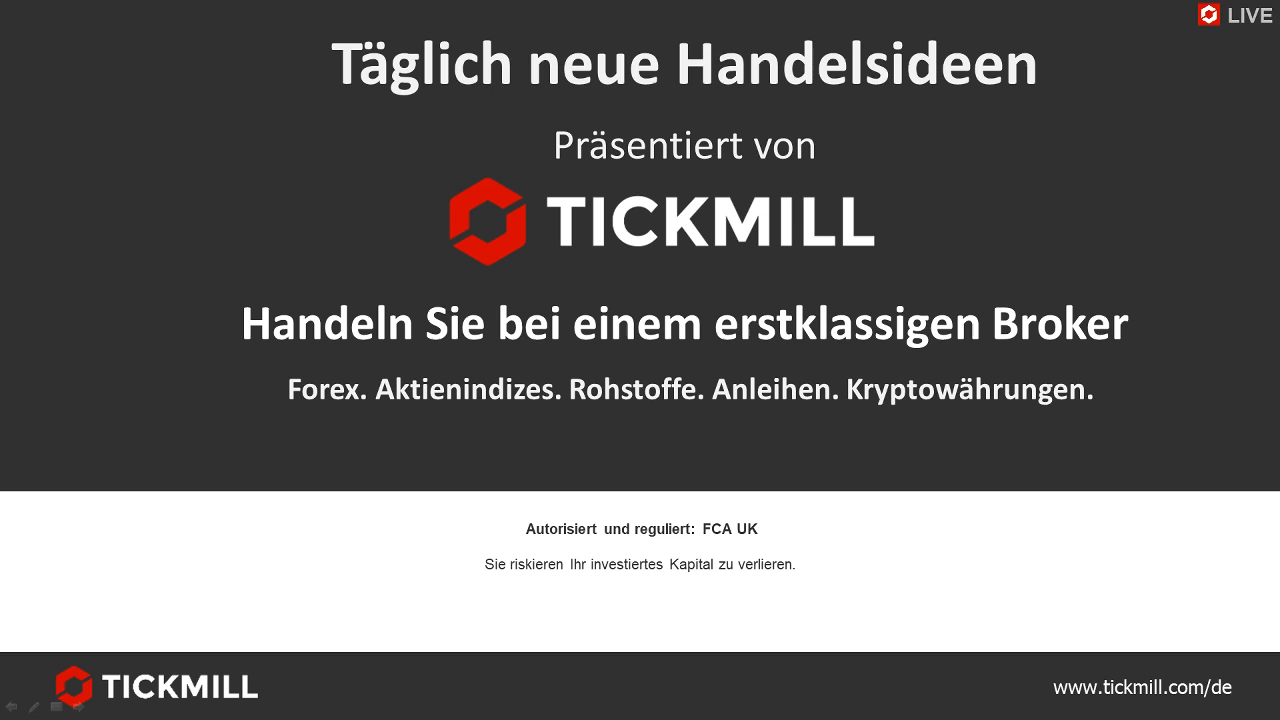 LIVE
Täglich neue Handelsideen
Präsentiert von
TICKMILL
Handeln Sie bei einem erstklassigen Broker
Forex. Aktienindizes. Rohstoffe. Anleihen. Kryptowährungen.
Autorisiert und reguliert: FCA UK
Sie riskieren Ihr investiertes Kapital zu verlieren.
TICKMILL
www.tickmill.com/de